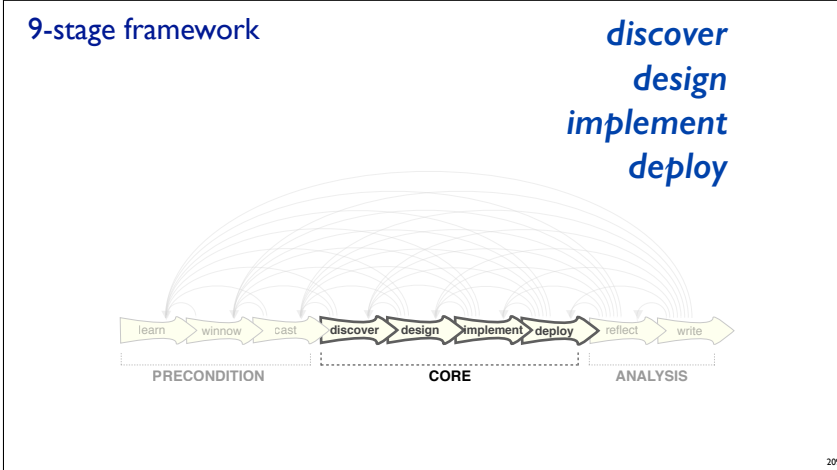 9-stage framework
discover
design
implement
deploy
learn winnow cast discover design implement deploy reflect write
PRECONDITION CORE ANALYSIS